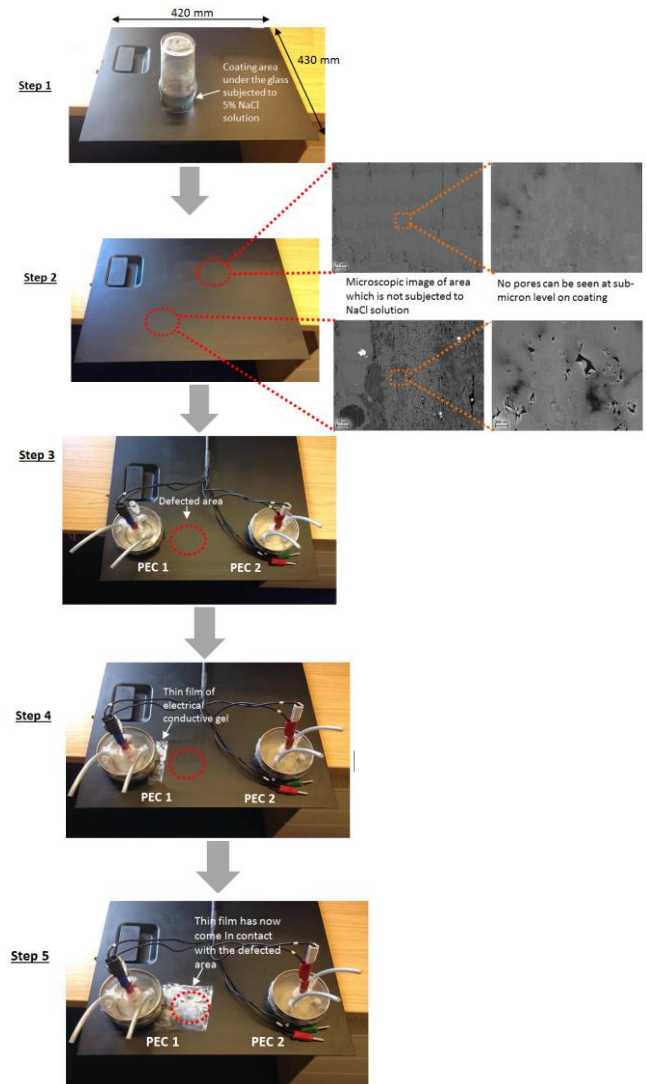 420 mm
430 mm
Step 1
Coating area
under the glass
subjected to
5% NaCl
solution
Step 2
Microscopic image of area
which is not subjected to
NaCl solution
No pores can be seen at sub-
micron level on coating
Step 3
Defected area
PEC 1
PEC 2
Step 4
Thin film of
electrical
conductive gel
PEC 1
PEC 2
Step 5
Thin film has now
come In contact
with the defected
area
PEC 1
PEC 2